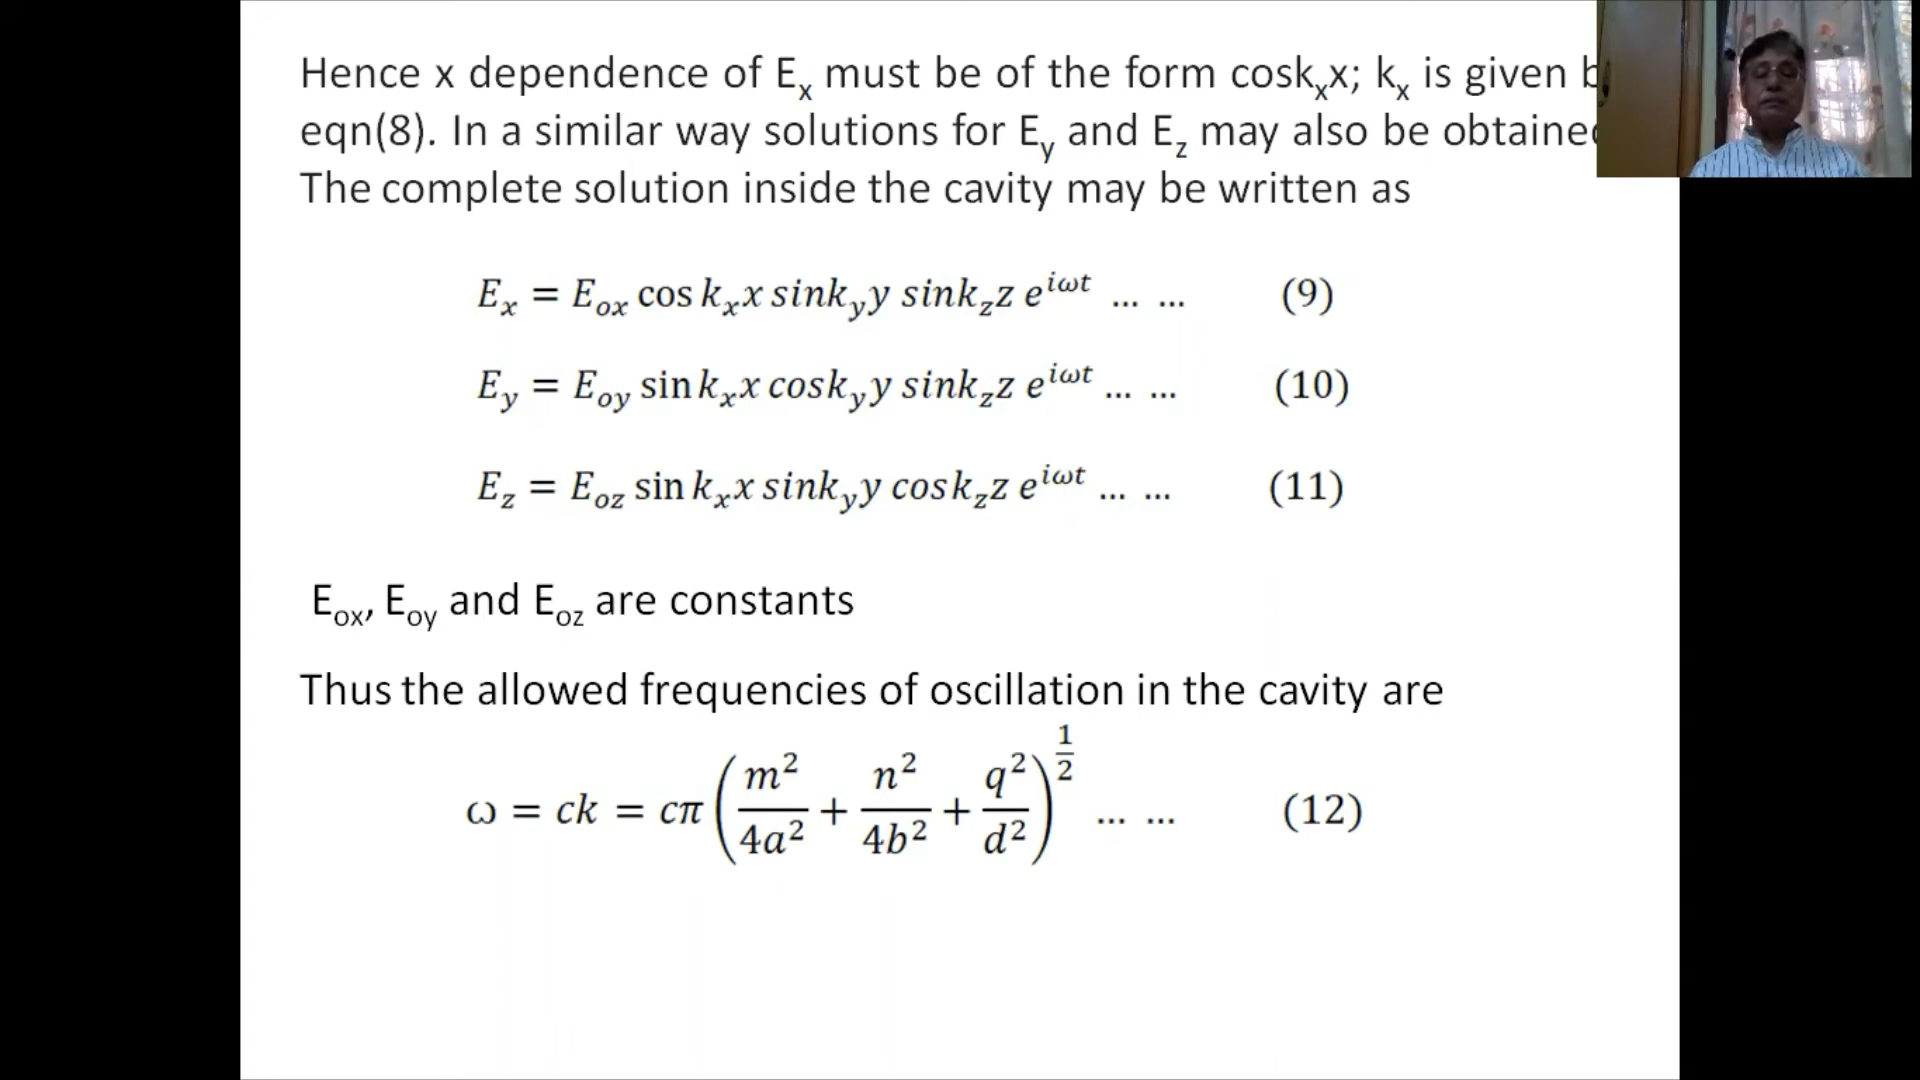 Hence x dependence of Eₓ must be of the form coskₓx; kₓ is given
eqn(8). In a similar way solutions for E_y and E_z may also be
The complete solution inside the cavity may be written as
E_x = E_ox cos k_x x sink_y y sink_z z e^{iωt} ... ... (9)
E_y = E_oy sin k_x x cosk_y y sink_z z e^{iωt} ... ... (10)
E_z = E_oz sin k_x x sink_y y cosk_z z e^{iωt} ... ... (11)
E_ox, E_oy and E_oz are constants
Thus the allowed frequencies of oscillation in the cavity are
ω = ck = cπ (m²/4a² + n²/4b² + q²/d²)^{1/2} ... ... (12)